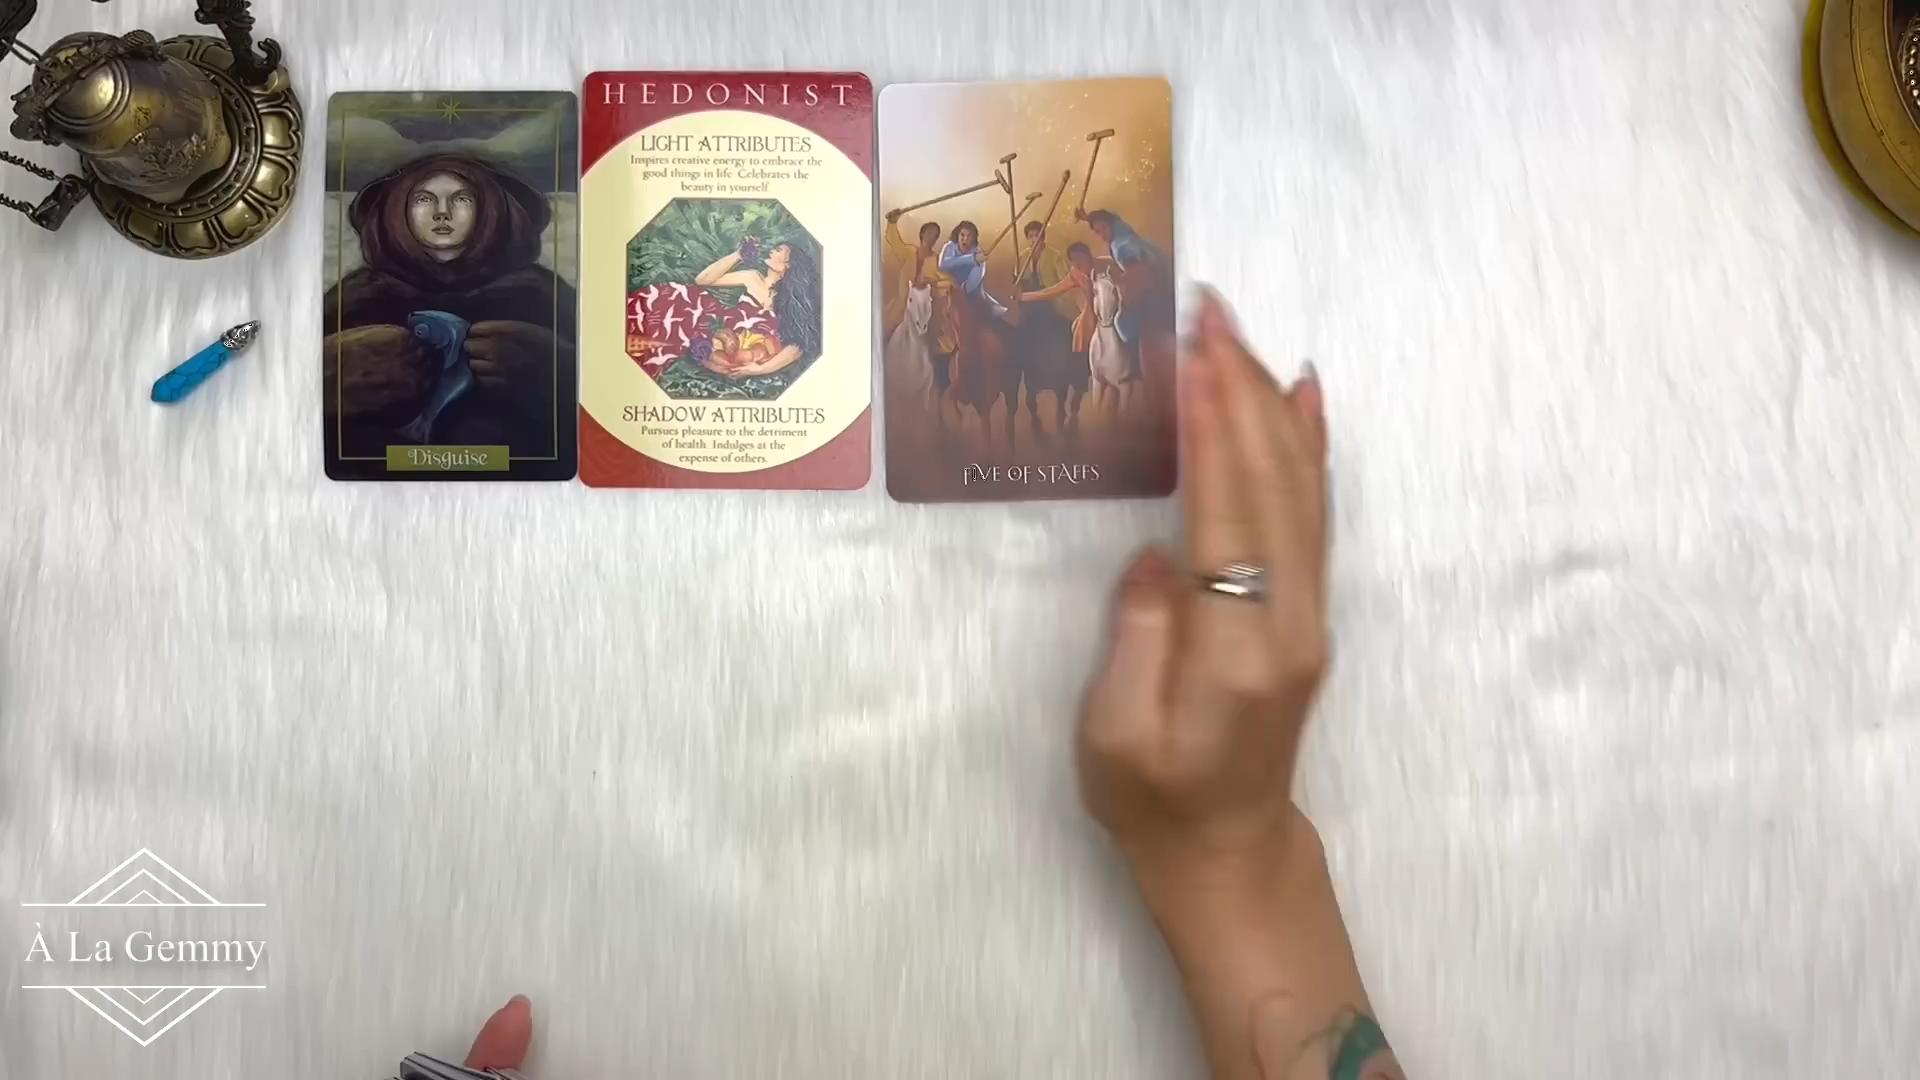 HEDONIST
LIGHT ATTRIBUTES
Inspires creative energy to embrace the
good things in life. Celebrates the
beauty in yourself.
SHADOW ATTRIBUTES
Pursues pleasure to the detriment
of health. Indulges at the
expense of others.
Disguise
FIVE OF STAFFS
À La Gemmy